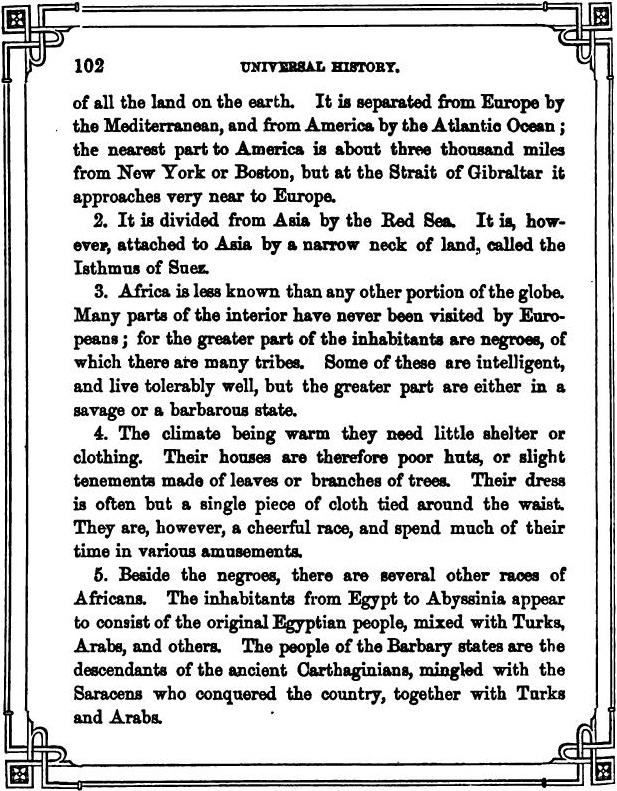 102
UNIVERSAL HISTORY.
of all the land on the earth. It is separated from Europe by
the Mediterranean, and from America by the Atlantic Ocean ;
the nearest part to America is about three thousand miles
from New York or Boston, but at the Strait of Gibraltar it
approaches very near to Europe.
2. It is divided from Asia by the Red Sea. It is, how-
ever, attached to Asia by a narrow neck of land, called the
Isthmus of Suez.
3. Africa is less known than any other portion of the globe.
Many parts of the interior have never been visited by Euro-
peans ; for the greater part of the inhabitants are negroes, of
which there are many tribes. Some of these are intelligent,
and live tolerably well, but the greater part are either in a
savage or a barbarous state.
4. The climate being warm they need little shelter or
clothing. Their houses are therefore poor huts, or slight
tenements made of leaves or branches of trees. Their dress
is often but a single piece of cloth tied around the waist.
They are, however, a cheerful race, and spend much of their
time in various amusements.
5. Beside the negroes, there are several other races of
Africans. The inhabitants from Egypt to Abyssinia appear
to consist of the original Egyptian people, mixed with Turks,
Arabs, and others. The people of the Barbary states are the
descendants of the ancient Carthaginians, mingled with the
Saracens who conquered the country, together with Turks
and Arabs.